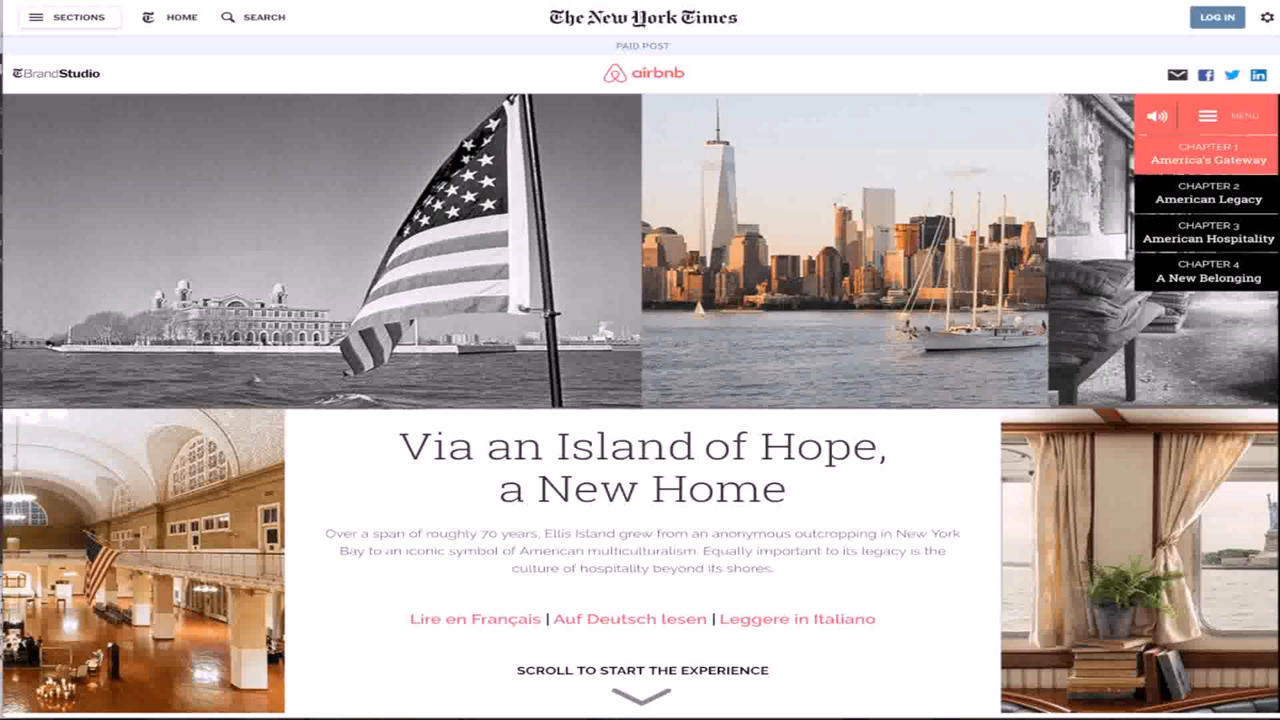 SECTIONS
HOME
SEARCH
The New York Times
LOG IN
PAID POST
TBrandStudio
airbnb
MENU
CHAPTER 1
America's Gateway
CHAPTER 2
American Legacy
CHAPTER 3
American Hospitality
CHAPTER 4
A New Belonging
Via an Island of Hope,
a New Home
Over a span of roughly 70 years, Ellis Island grew from an anonymous outcropping in New York
Bay to an iconic symbol of American multiculturalism. Equally important to its legacy is the
culture of hospitality beyond its shores.
Lire en Français | Auf Deutsch lesen | Leggere in Italiano
SCROLL TO START THE EXPERIENCE